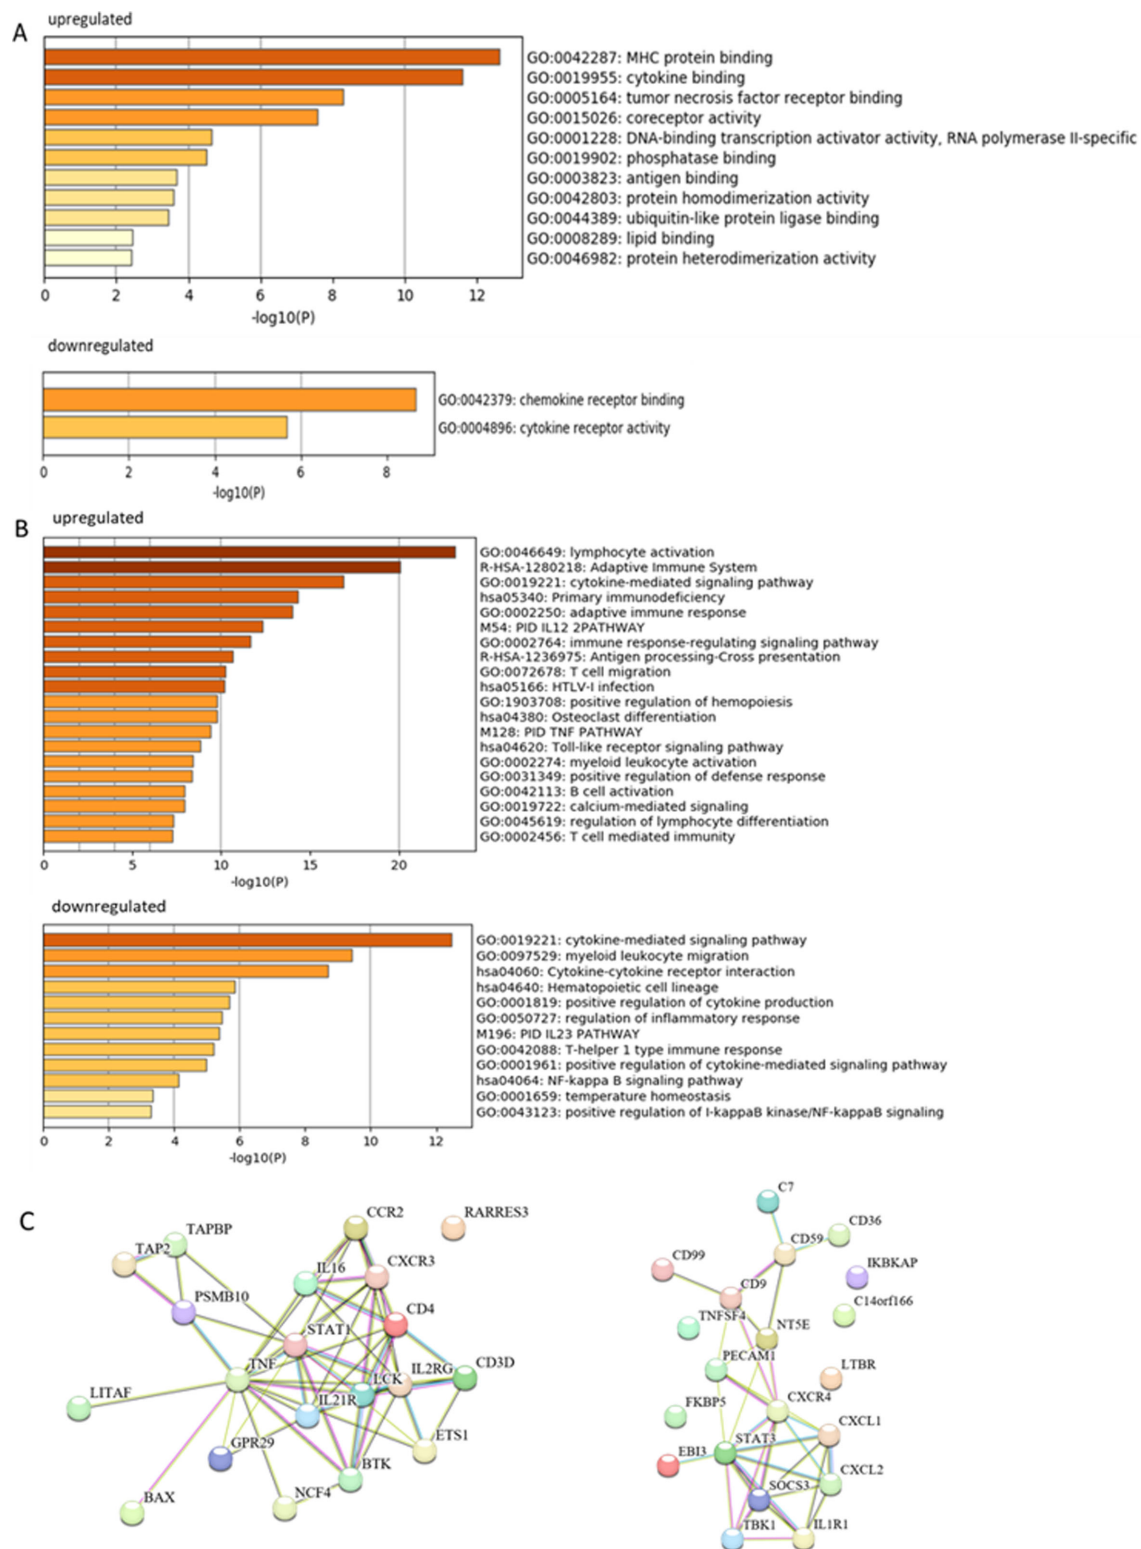 A
upregulated
GO:0042287: MHC protein binding
GO:0019955: cytokine binding
GO:0005164: tumor necrosis factor receptor binding
GO:0015026: coreceptor activity
GO:0001228: DNA-binding transcription activator activity, RNA polymerase II-specific
GO:0019902: phosphatase binding
GO:0003823: antigen binding
GO:0042803: protein homodimerization activity
GO:0044389: ubiquitin-like protein ligase binding
GO:0008289: lipid binding
GO:0046982: protein heterodimerization activity
0 2 4 6 8 10 12
-log10(P)
downregulated
GO:0042379: chemokine receptor binding
GO:0004896: cytokine receptor activity
0 2 4 6 8
-log10(P)
B
upregulated
GO:0046649: lymphocyte activation
R-HSA-1280218: Adaptive Immune System
GO:0019221: cytokine-mediated signaling pathway
hsa05340: Primary immunodeficiency
GO:0002250: adaptive immune response
M54: PID IL12 2PATHWAY
GO:0002764: immune response-regulating signaling pathway
R-HSA-1236975: Antigen processing-Cross presentation
GO:0072678: T cell migration
hsa05166: HTLV-I infection
GO:1903708: positive regulation of hemopoiesis
hsa04380: Osteoclast differentiation
M128: PID TNF PATHWAY
hsa04620: Toll-like receptor signaling pathway
GO:0002274: myeloid leukocyte activation
GO:0031349: positive regulation of defense response
GO:0042113: B cell activation
GO:0019722: calcium-mediated signaling
GO:0045619: regulation of lymphocyte differentiation
GO:0002456: T cell mediated immunity
0 5 10 15 20
-log10(P)
downregulated
GO:0019221: cytokine-mediated signaling pathway
GO:0097529: myeloid leukocyte migration
hsa04060: Cytokine-cytokine receptor interaction
hsa04640: Hematopoietic cell lineage
GO:0001819: positive regulation of cytokine production
GO:0050727: regulation of inflammatory response
M196: PID IL23 PATHWAY
GO:0042088: T-helper 1 type immune response
GO:0001961: positive regulation of cytokine-mediated signaling pathway
hsa04064: NF-kappa B signaling pathway
GO:0001659: temperature homeostasis
GO:0043123: positive regulation of I-kappaB kinase/NF-kappaB signaling
0 2 4 6 8 10 12
-log10(P)
C
CCR2
RARRES3
TAPBP
TAP2
CXCR3
IL16
PSMB10
CD4
STAT1
TNF
IL2RG
CD3D
LCK
LITAF
IL21R
ETS1
GPR29
BTK
NCF4
BAX
C7
CD36
CD59
CD99
IKBKAP
CD9
C14orf166
TNFSF4
NT5E
PECAM1
LTBR
FKBP5
CXCR4
CXCL1
STAT3
EBI3
CXCL2
SOCS3
TBK1
IL1R1